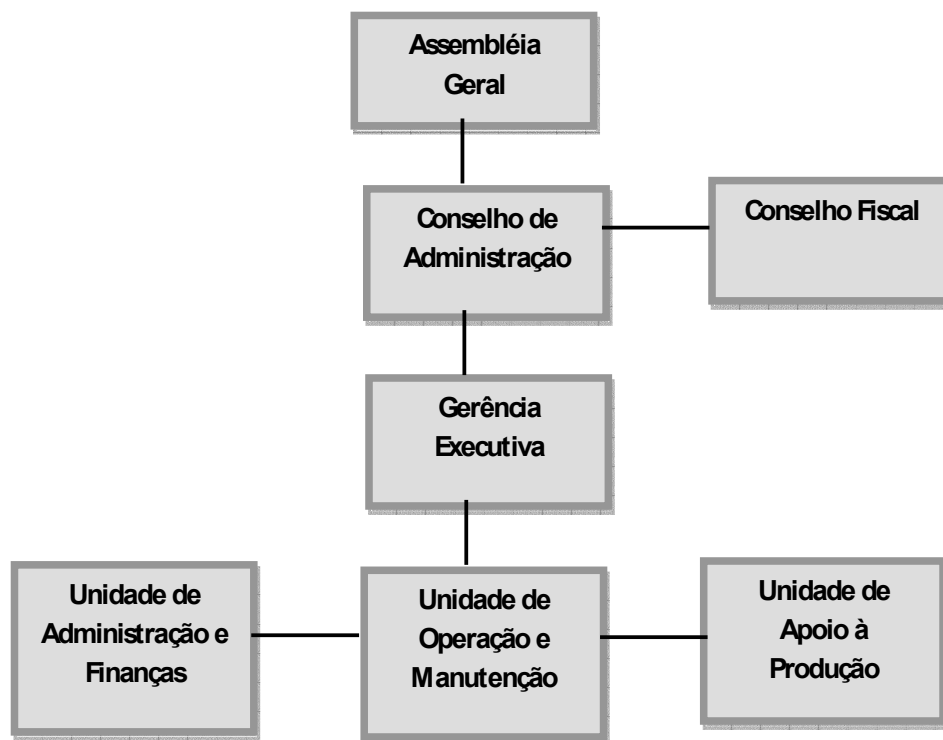 Assembléia
Geral
Conselho de
Administração
Conselho Fiscal
Gerência
Executiva
Unidade de
Administração e
Finanças
Unidade de
Operação e
Manutenção
Unidade de
Apoio à
Produção